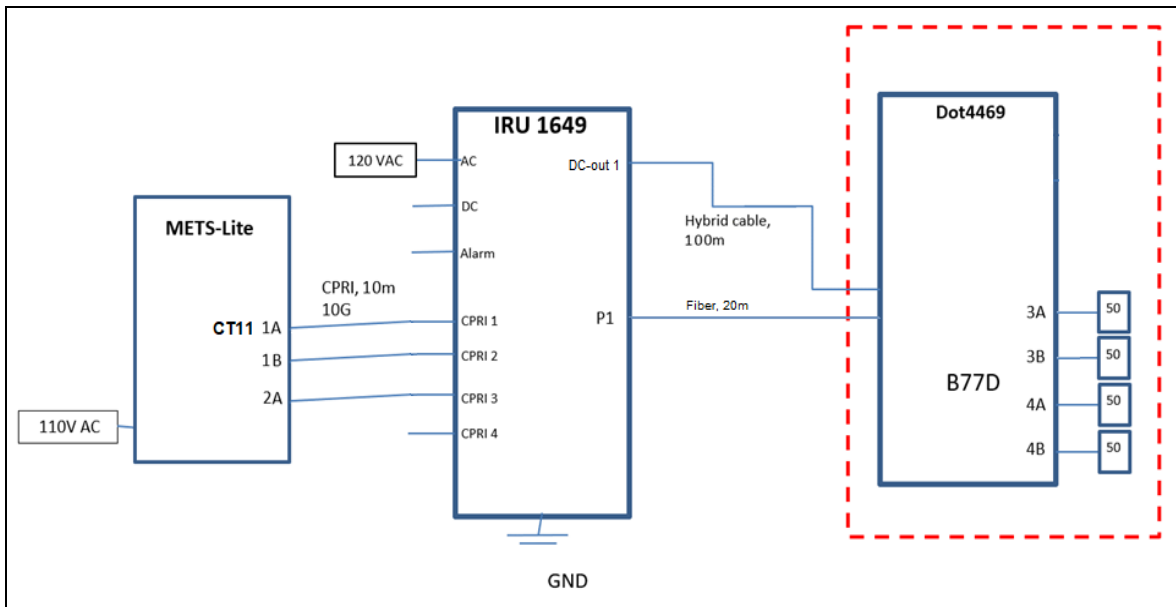 METS-Lite
CT11 1A
1B
2A
110V AC
CPRI, 10m
10G
120 VAC
IRU 1649
AC
DC
Alarm
CPRI 1
CPRI 2
CPRI 3
CPRI 4
DC-out 1
P1
GND
Hybrid cable,
100m
Fiber, 20m
Dot4469
B77D
3A
3B
4A
4B
50
50
50
50